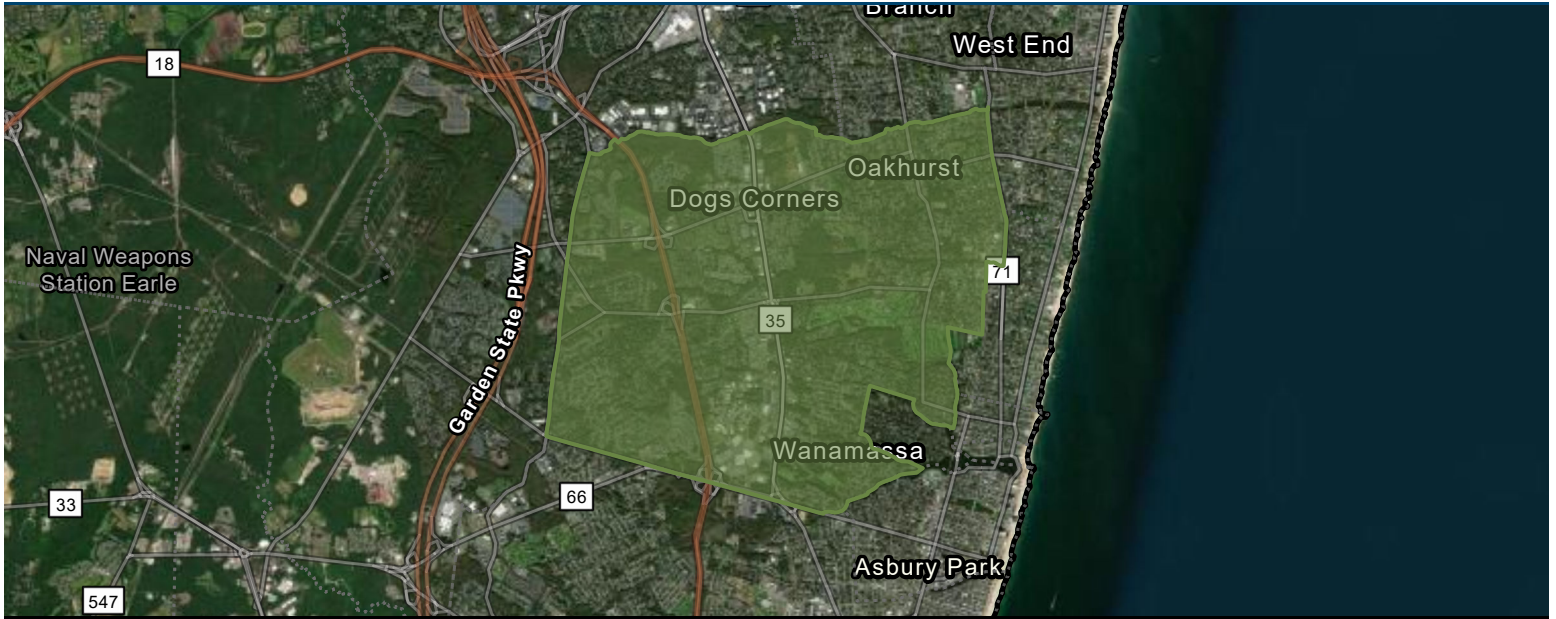 Branch
West End
18
Oakhurst
Dogs Corners
Naval Weapons
Station Earle
71
Garden State Pkwy
35
Wanamassa
66
33
Asbury Park
547